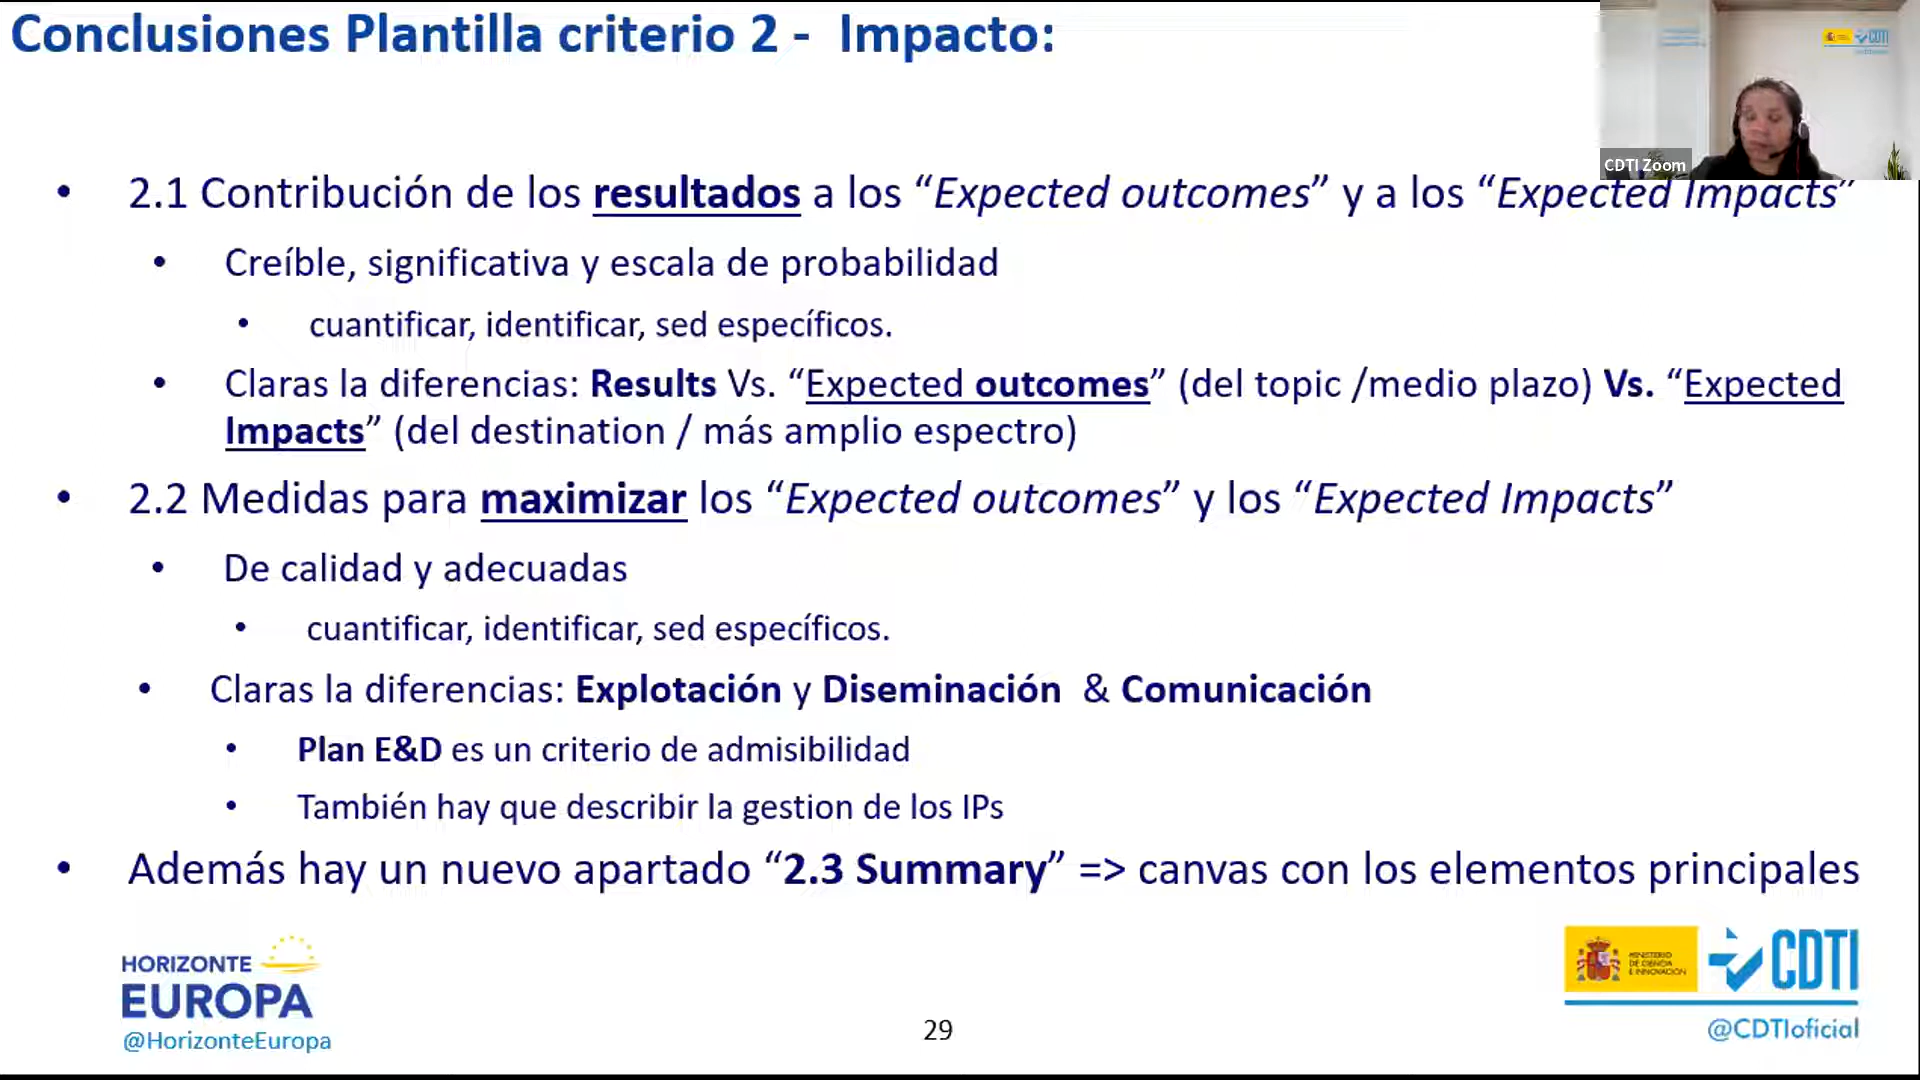 Conclusiones Plantilla criterio 2 - Impacto:
CDTI
CDTI Zoom
• 2.1 Contribución de los resultados a los “Expected outcomes” y a los “Expected Impacts”
• Creíble, significativa y escala de probabilidad
• cuantificar, identificar, sed específicos.
• Claras la diferencias: Results Vs. “Expected outcomes” (del topic /medio plazo) Vs. “Expected
Impacts” (del destination / más amplio espectro)
• 2.2 Medidas para maximizar los “Expected outcomes” y los “Expected Impacts”
• De calidad y adecuadas
• cuantificar, identificar, sed específicos.
• Claras la diferencias: Explotación y Diseminación & Comunicación
• Plan E&D es un criterio de admisibilidad
• También hay que describir la gestion de los IPs
• Además hay un nuevo apartado “2.3 Summary” => canvas con los elementos principales
HORIZONTE
EUROPA
@HorizonteEuropa
29
MINISTERIO
DE CIENCIA
E INNOVACIÓN
CDTI
@CDTIoficial